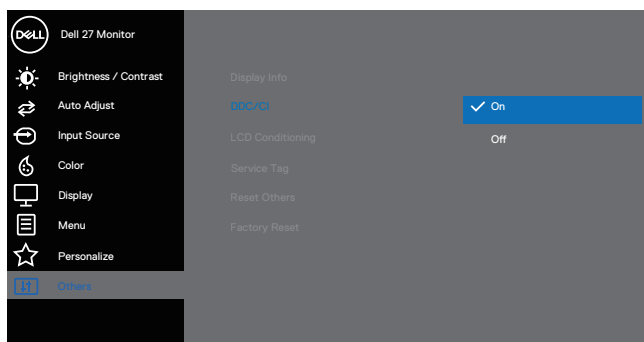 DELL
Dell 27 Monitor
Brightness / Contrast
Auto Adjust
Input Source
Color
Display
Menu
Personalize
Others
Display Info
DDC/CI
LCD Conditioning
Service Tag
Reset Others
Factory Reset
On
Off